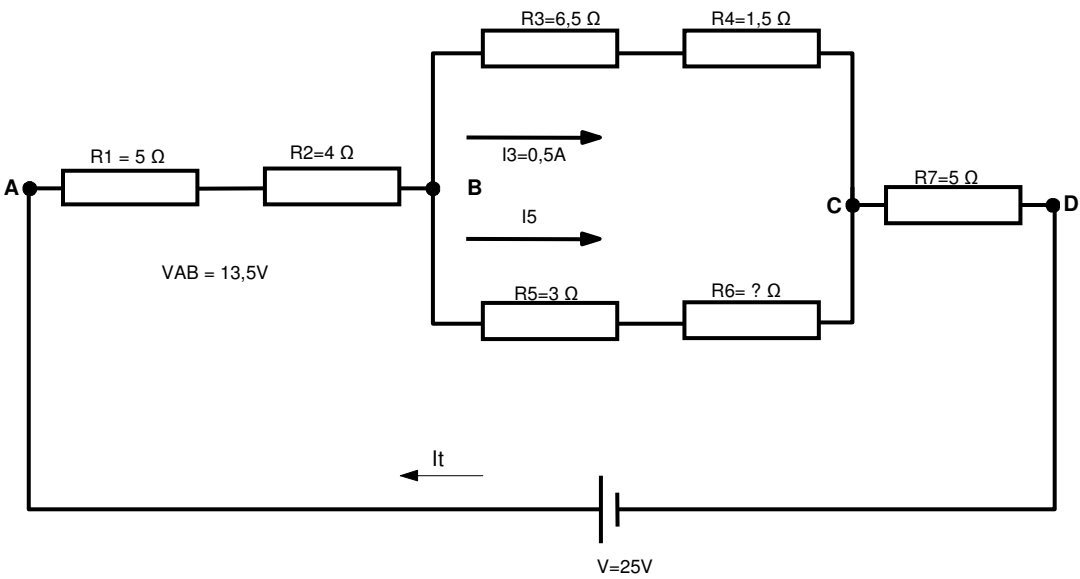 R3=6,5 Ω
R4=1,5 Ω
I3=0,5A
R1 = 5 Ω
R2=4 Ω
A
B
I5
R7=5 Ω
C
D
VAB = 13,5V
R5=3 Ω
R6= ? Ω
It
V=25V